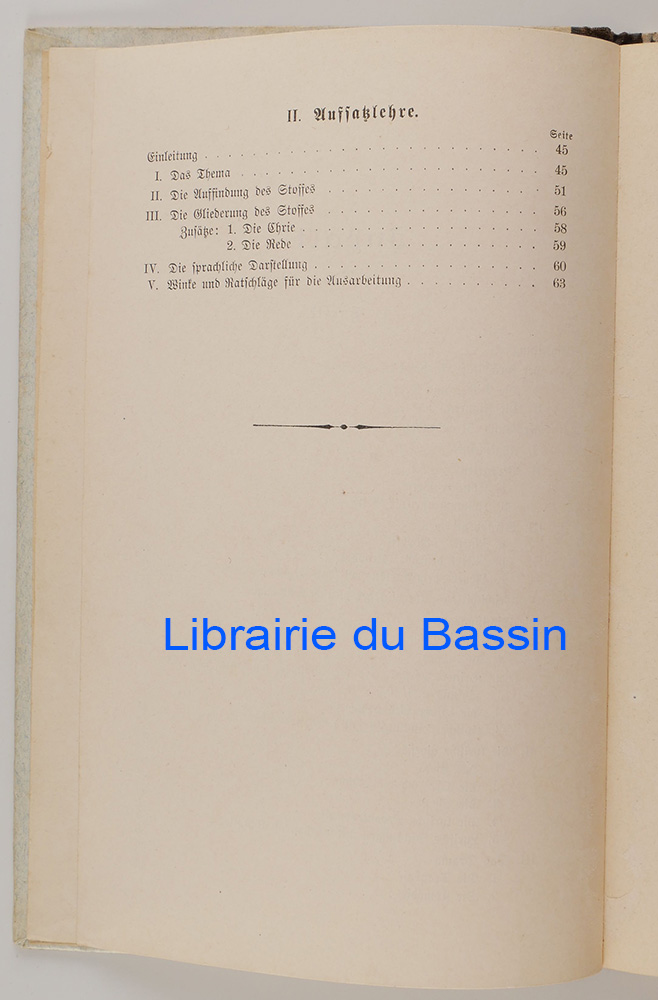 II. Aufsatzlehre.
Seite
Einleitung . . . . . . . . . . . . . . . . . . . . . . . . . . . . 45
I. Das Thema . . . . . . . . . . . . . . . . . . . . . . . . . 45
II. Die Auffindung des Stoffes . . . . . . . . . . . . . . . . . . 51
III. Die Gliederung des Stoffes . . . . . . . . . . . . . . . . . . 56
Zusätze: 1. Die Chrie . . . . . . . . . . . . . . . . . . . . 58
2. Die Rede . . . . . . . . . . . . . . . . . . . . 59
IV. Die sprachliche Darstellung . . . . . . . . . . . . . . . . . . . 60
V. Winke und Ratschläge für die Ausarbeitung . . . . . . . . . . . 63
Librairie du Bassin